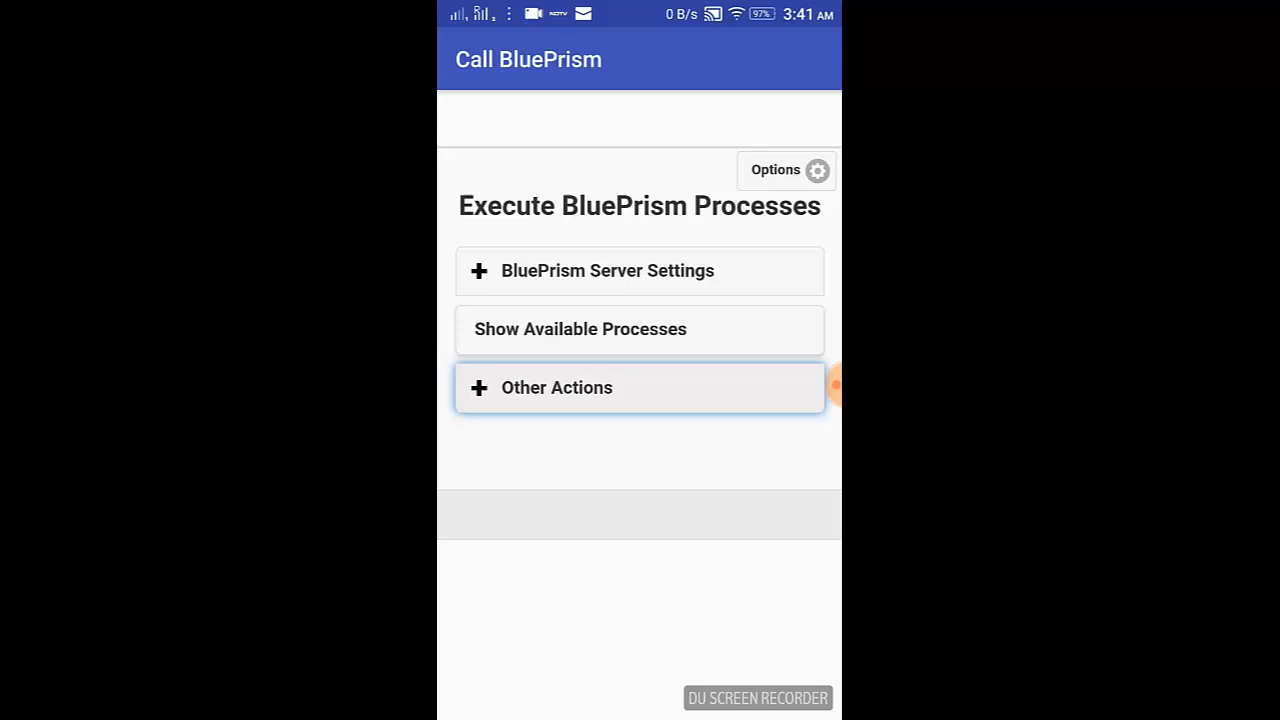 R
NDTV
0 B/s
97%
3:41 AM
Call BluePrism
Options
Execute BluePrism Processes
BluePrism Server Settings
Show Available Processes
Other Actions
DU SCREEN RECORDER